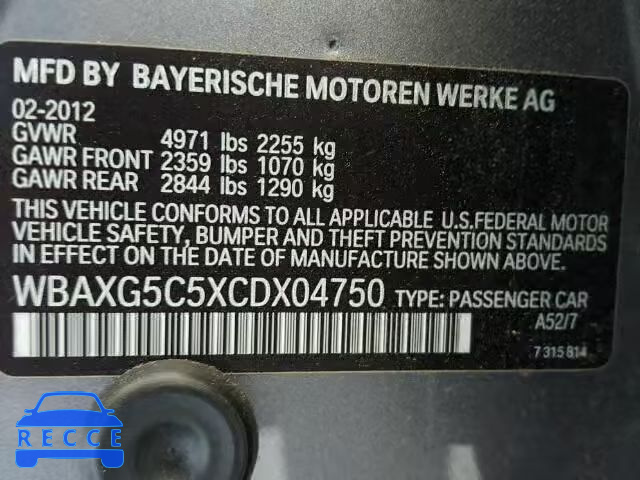 MFD BY BAYERISCHE MOTOREN WERKE AG
02-2012
GVWR 4971 lbs 2255 kg
GAWR FRONT 2359 lbs 1070 kg
GAWR REAR 2844 lbs 1290 kg
THIS VEHICLE CONFORMS TO ALL APPLICABLE U.S.FEDERAL MOTOR
VEHICLE SAFETY, BUMPER AND THEFT PREVENTION STANDARDS
IN EFFECT ON THE DATE OF MANUFACTURE SHOWN ABOVE.
WBAXG5C5XCDX04750 TYPE: PASSENGER CAR
A52/7
7 315 814
RECCE